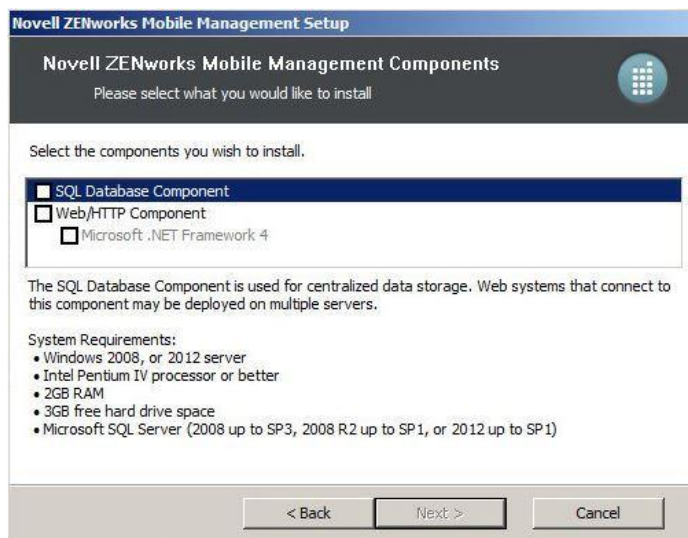 Novell ZENworks Mobile Management Setup
Novell ZENworks Mobile Management Components
Please select what you would like to install
Select the components you wish to install.
SQL Database Component
Web/HTTP Component
Microsoft .NET Framework 4
The SQL Database Component is used for centralized data storage. Web systems that connect to
this component may be deployed on multiple servers.
System Requirements:
• Windows 2008, or 2012 server
• Intel Pentium IV processor or better
• 2GB RAM
• 3GB free hard drive space
• Microsoft SQL Server (2008 up to SP3, 2008 R2 up to SP1, or 2012 up to SP1)
< Back Next > Cancel